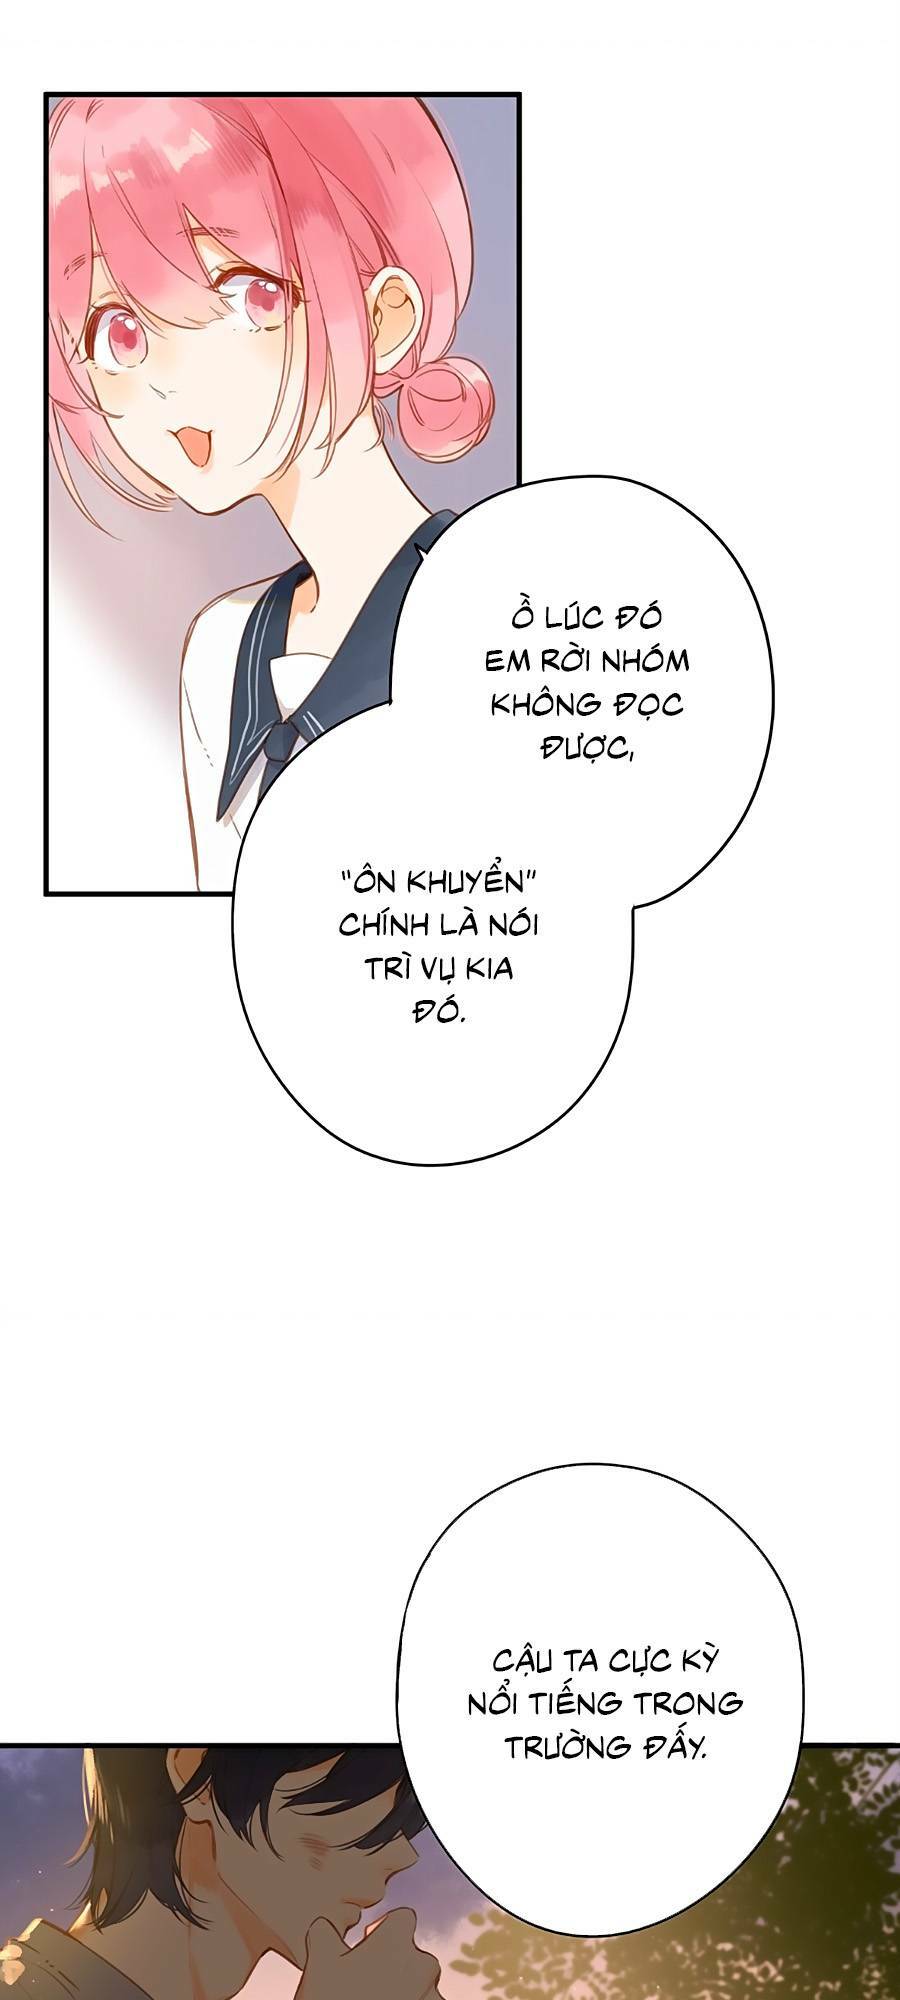 Ồ LÚC ĐÓ
EM RỜI NHÓM
KHÔNG ĐỌC
ĐƯỢC,
“ÔN KHUYỂN”
CHÍNH LÀ NÓI
TRÌ VỤ KIA
ĐÓ.
CẬU TA CỰC KỲ
NỔI TIẾNG TRONG
TRƯỜNG ĐẤY.